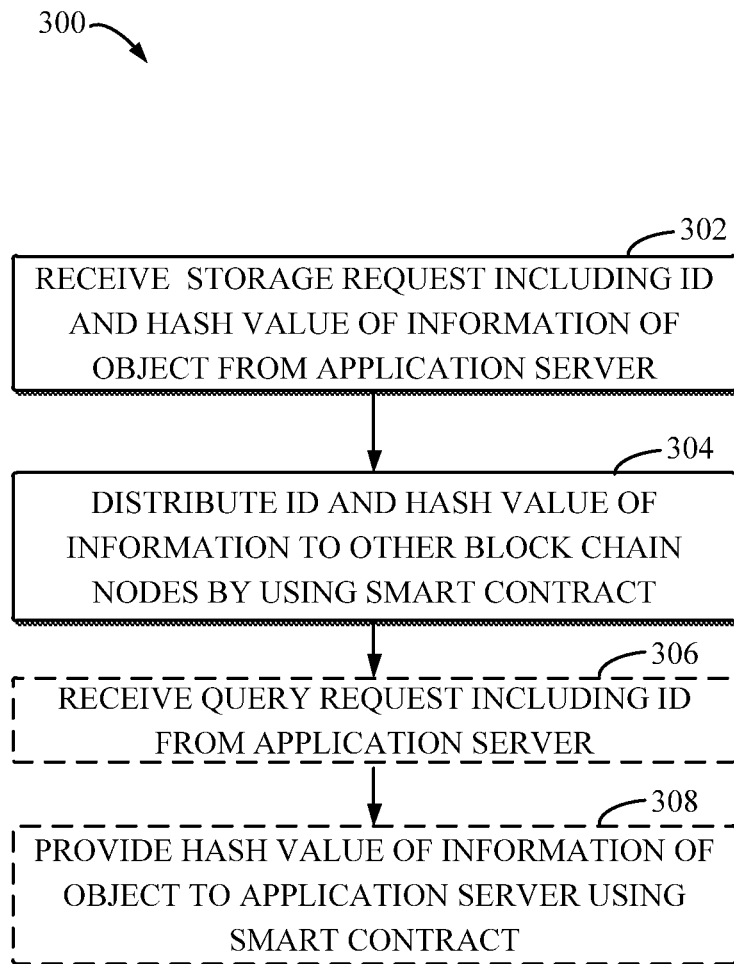 300
302
RECEIVE STORAGE REQUEST INCLUDING ID
AND HASH VALUE OF INFORMATION OF
OBJECT FROM APPLICATION SERVER
304
DISTRIBUTE ID AND HASH VALUE OF
INFORMATION TO OTHER BLOCK CHAIN
NODES BY USING SMART CONTRACT
306
RECEIVE QUERY REQUEST INCLUDING ID
FROM APPLICATION SERVER
308
PROVIDE HASH VALUE OF INFORMATION OF
OBJECT TO APPLICATION SERVER USING
SMART CONTRACT